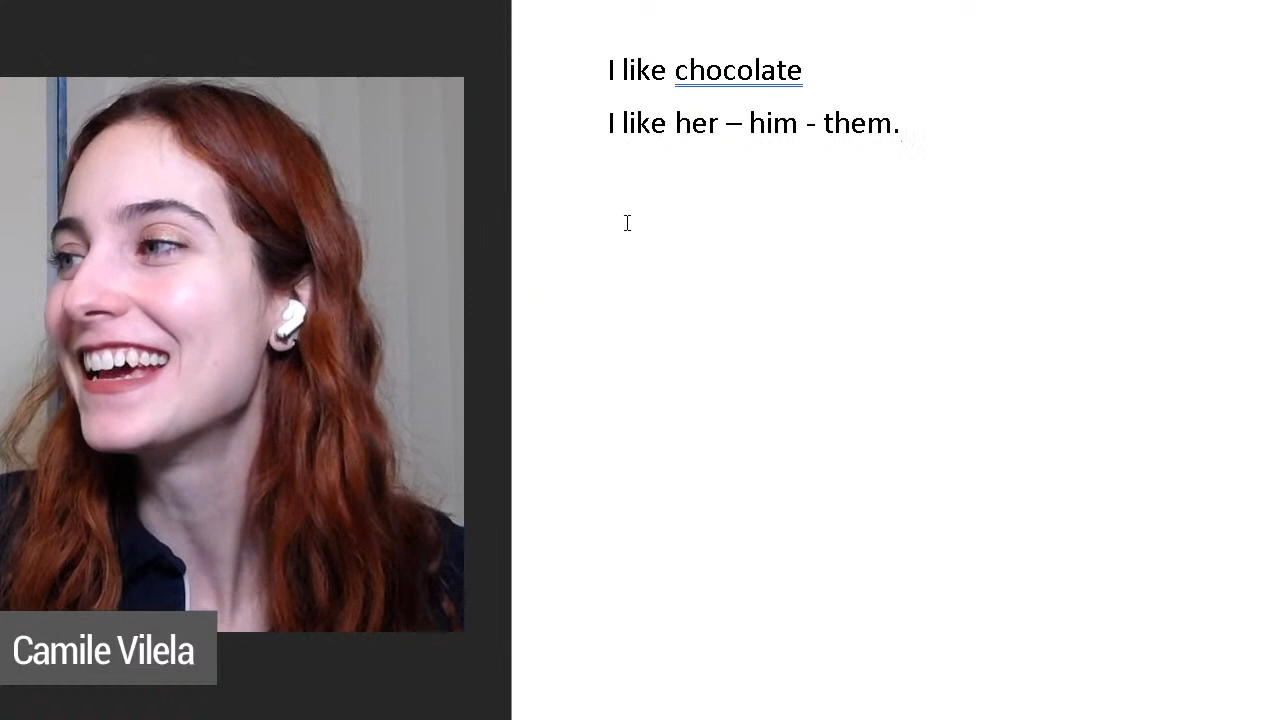 I like chocolate
I like her – him - them.
Camile Vilela